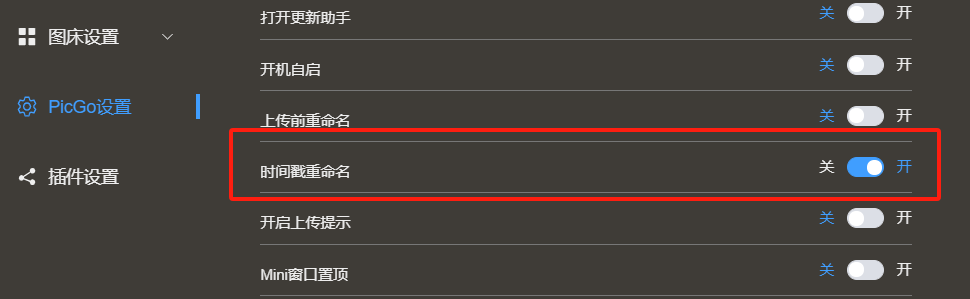 打开更新助手 关 开
图床设置
开机自启 关 开
PicGo设置
上传前重命名 关 开
时间戳重命名 关 开
插件设置
开启上传提示 关 开
Mini窗口置顶 关 开